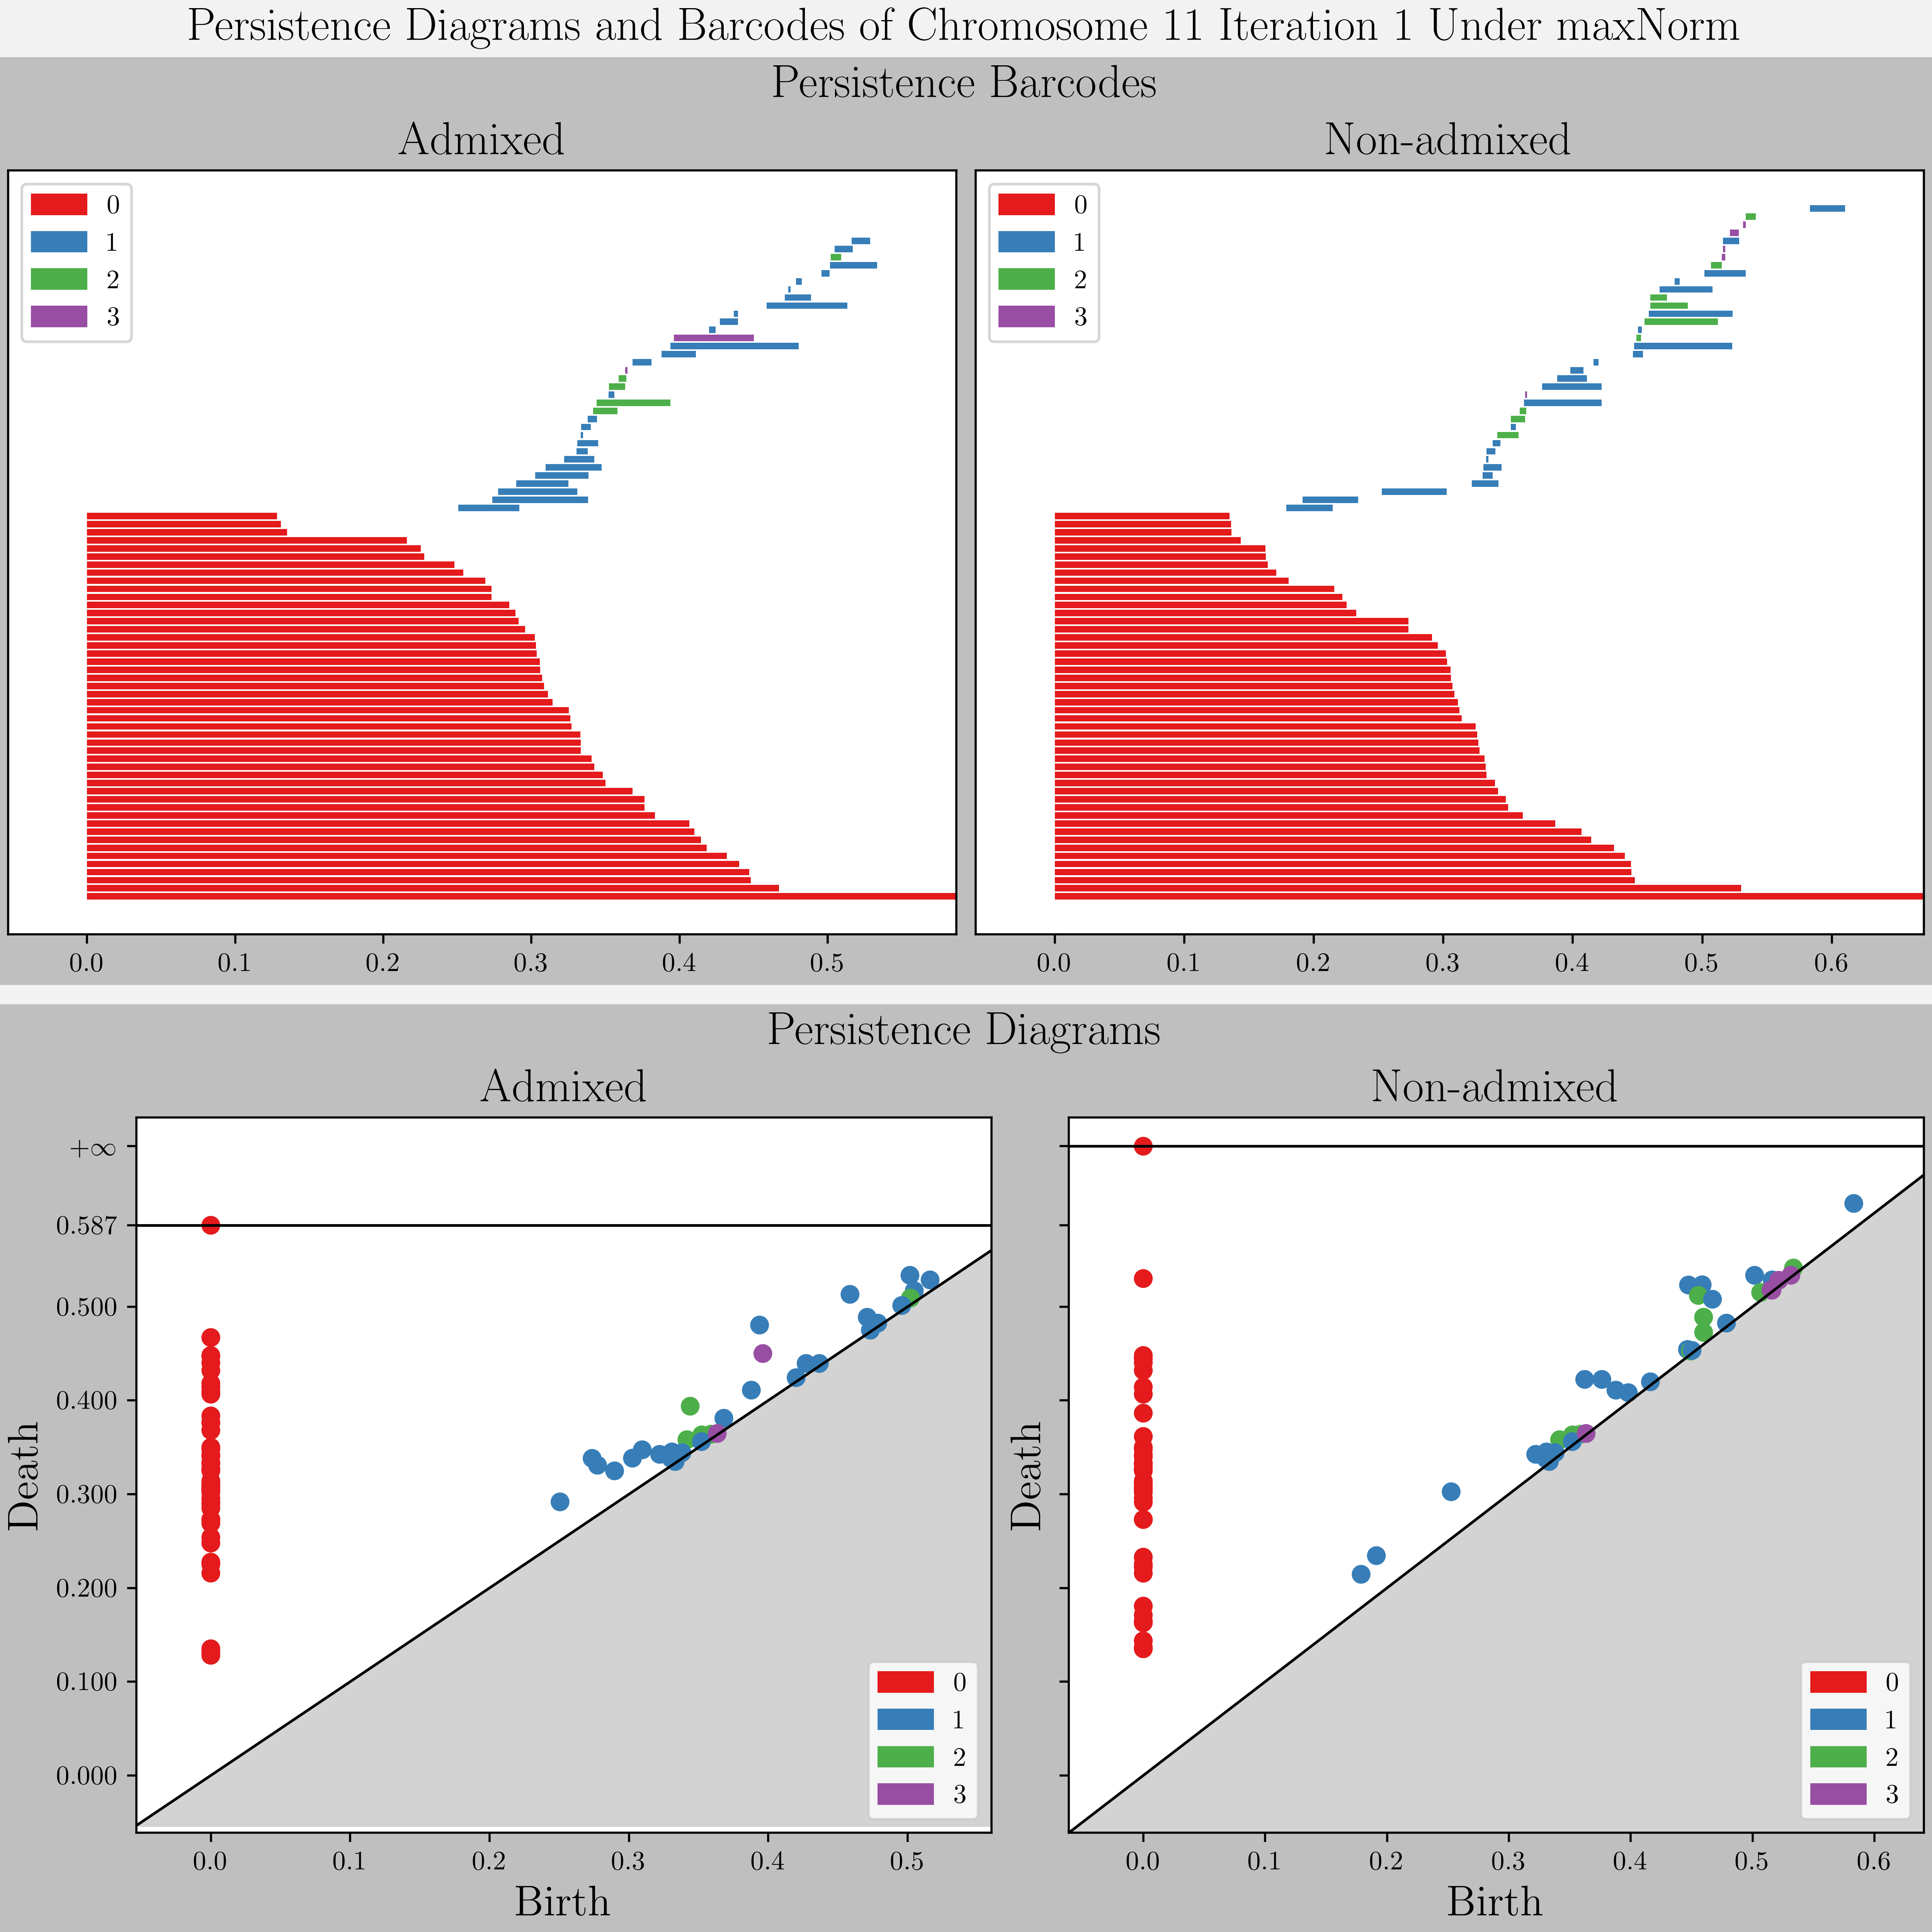 Persistence Diagrams and Barcodes of Chromosome 11 Iteration 1 Under maxNorm
Persistence Barcodes
Admixed
0
1
2
3
0.0 0.1 0.2 0.3 0.4 0.5
Non-admixed
0
1
2
3
0.0 0.1 0.2 0.3 0.4 0.5 0.6
Persistence Diagrams
Admixed
Death
+∞
0.587
0.500
0.400
0.300
0.200
0.100
0.000
0
1
2
3
0.0 0.1 0.2 0.3 0.4 0.5
Birth
Non-admixed
Death
0
1
2
3
0.0 0.1 0.2 0.3 0.4 0.5 0.6
Birth